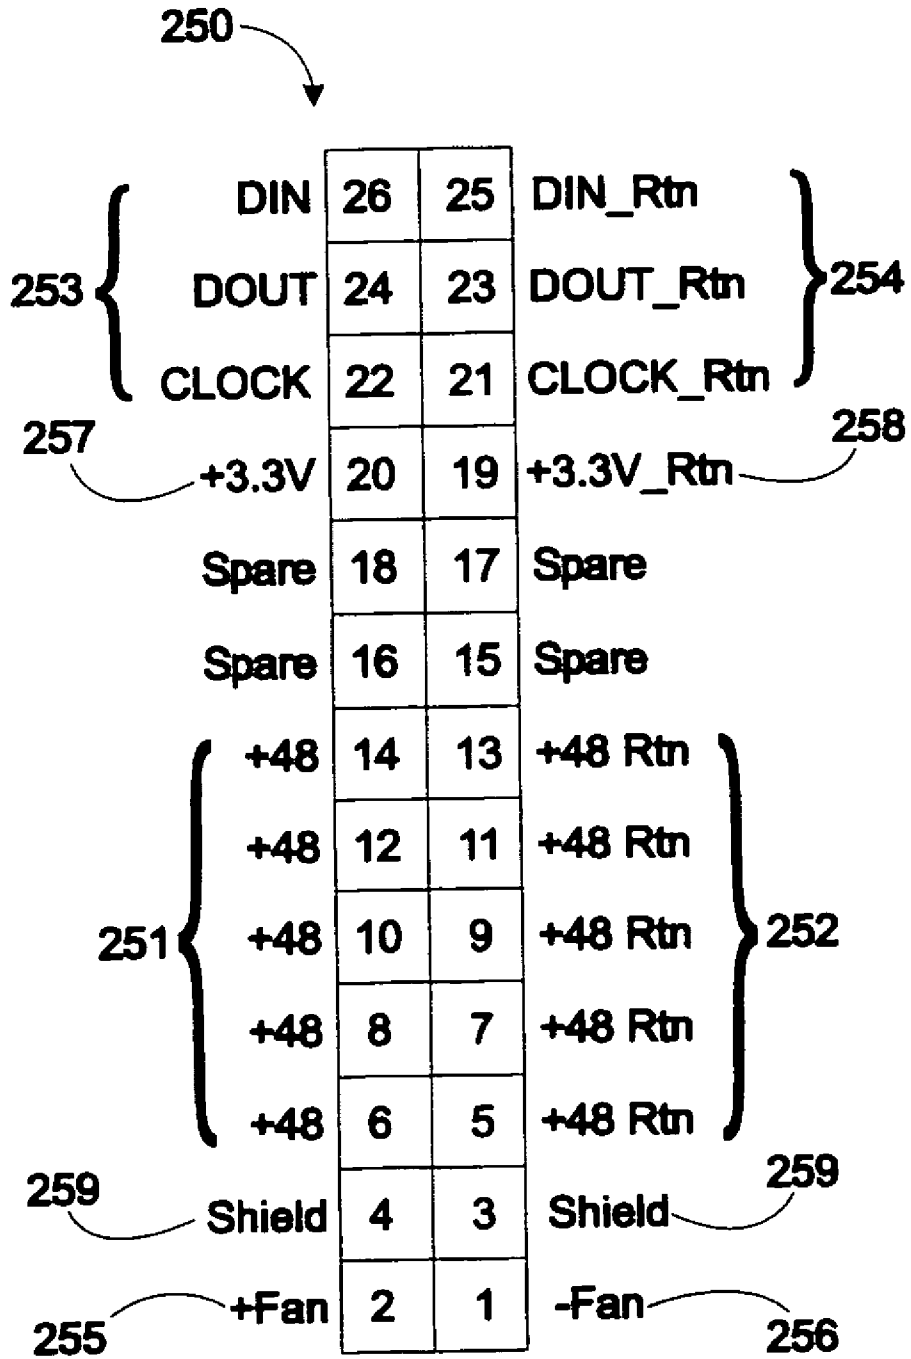 250
DIN 26 25 DIN_Rtn
253 DOUT 24 23 DOUT_Rtn 254
CLOCK 22 21 CLOCK_Rtn
257 258
+3.3V 20 19 +3.3V_Rtn
Spare 18 17 Spare
Spare 16 15 Spare
+48 14 13 +48 Rtn
+48 12 11 +48 Rtn
251 +48 10 9 +48 Rtn 252
+48 8 7 +48 Rtn
+48 6 5 +48 Rtn
259 259
Shield 4 3 Shield
+Fan 2 1 -Fan
255 256